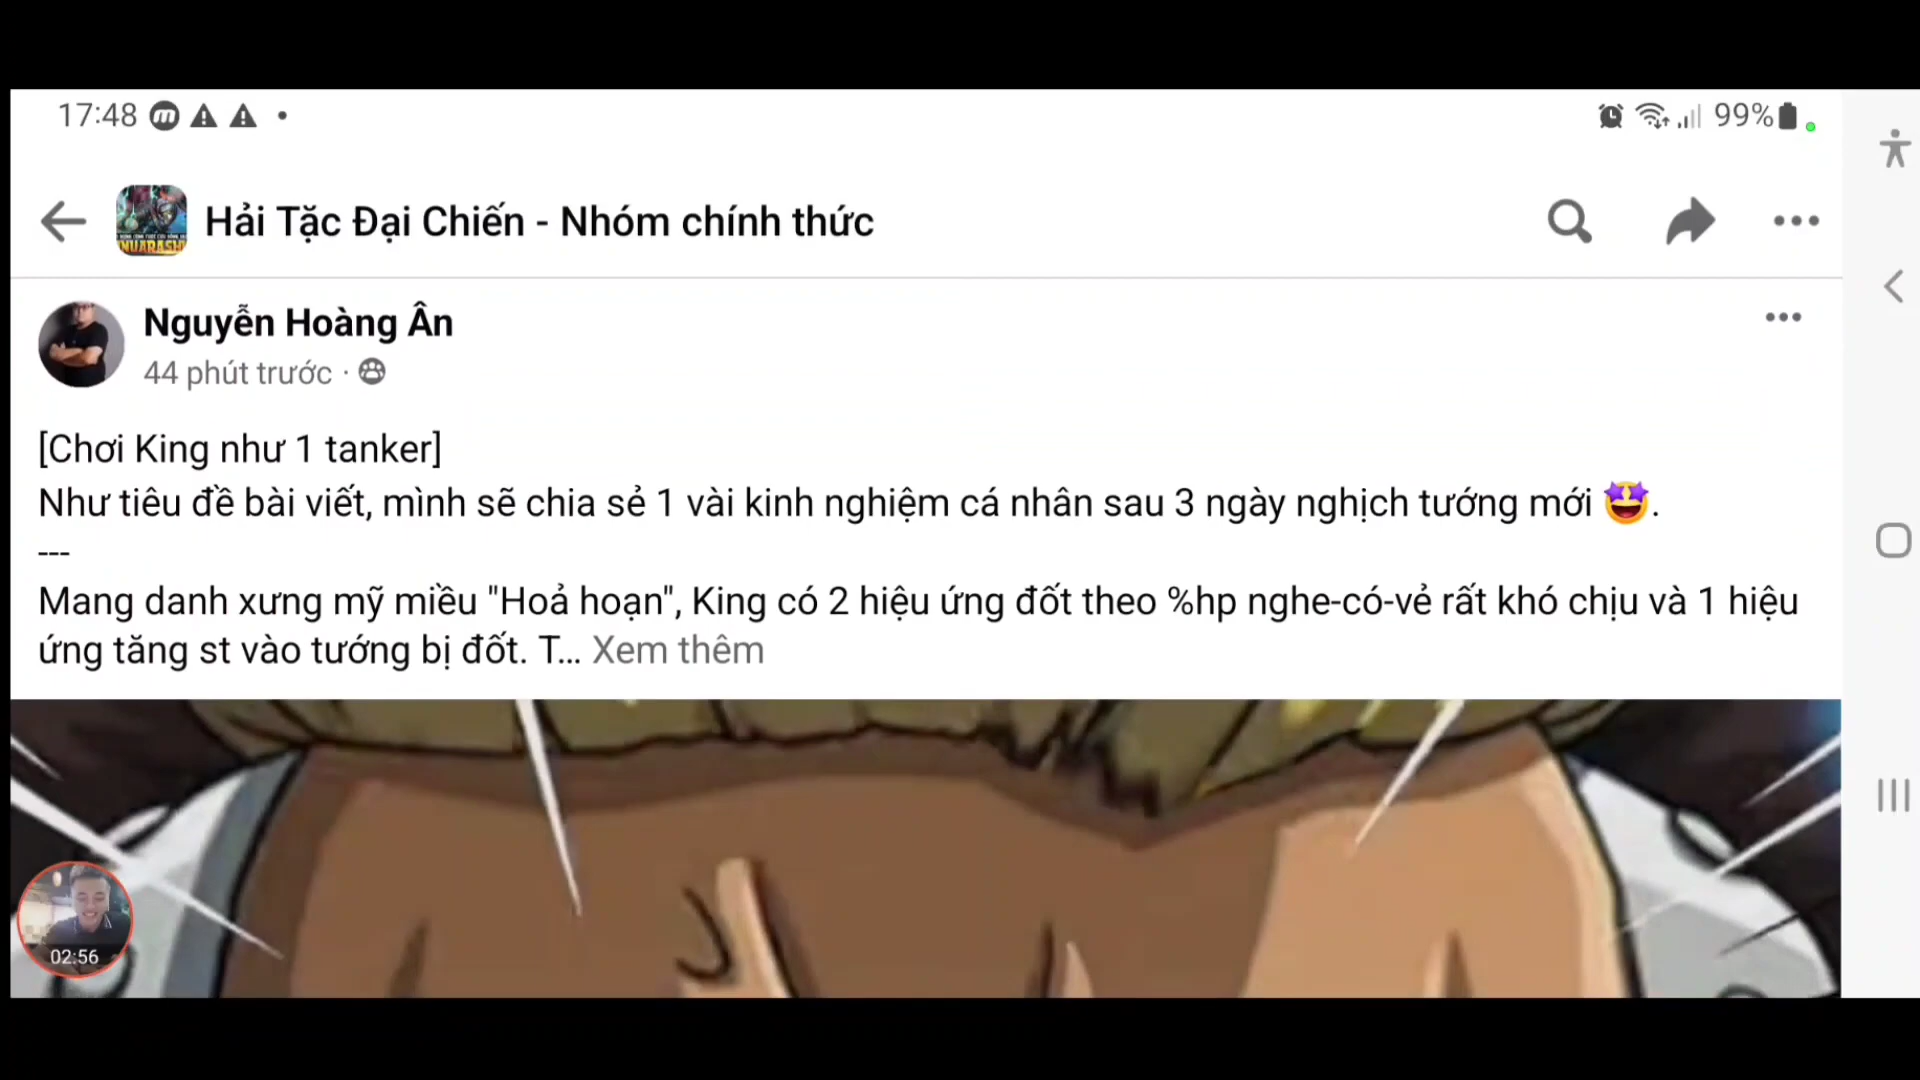 17:48
99%
Hải Tặc Đại Chiến - Nhóm chính thức
INUARASHI
Nguyễn Hoàng Ân
44 phút trước ·
[Chơi King như 1 tanker]
Như tiêu đề bài viết, mình sẽ chia sẻ 1 vài kinh nghiệm cá nhân sau 3 ngày nghịch tướng mới 🤩.
---
Mang danh xưng mỹ miều "Hoả hoạn", King có 2 hiệu ứng đốt theo %hp nghe-có-vẻ rất khó chịu và 1 hiệu
ứng tăng st vào tướng bị đốt. T... Xem thêm
02:56